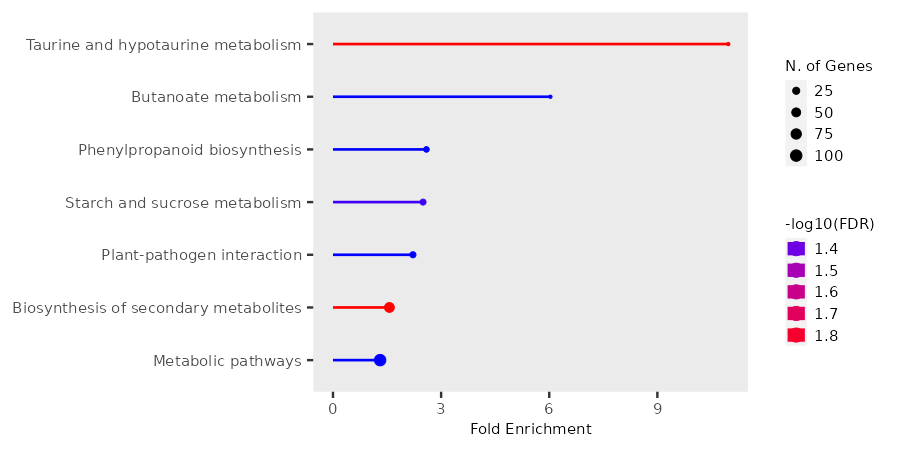 Taurine and hypotaurine metabolism
Butanoate metabolism
Phenylpropanoid biosynthesis
Starch and sucrose metabolism
Plant-pathogen interaction
Biosynthesis of secondary metabolites
Metabolic pathways
0 3 6 9
Fold Enrichment
N. of Genes
25
50
75
100
-log10(FDR)
1.4
1.5
1.6
1.7
1.8